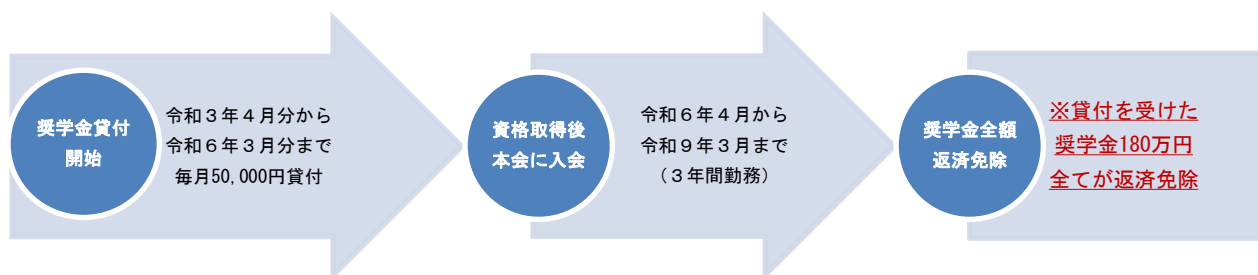 奨学金貸付
開始
令和３年４月分から
令和６年３月分まで
毎月50,000円貸付
資格取得後
本会に入会
令和６年４月から
令和９年３月まで
（３年間勤務）
奨学金全額
返済免除
※貸付を受けた
奨学金180万円
全てが返済免除